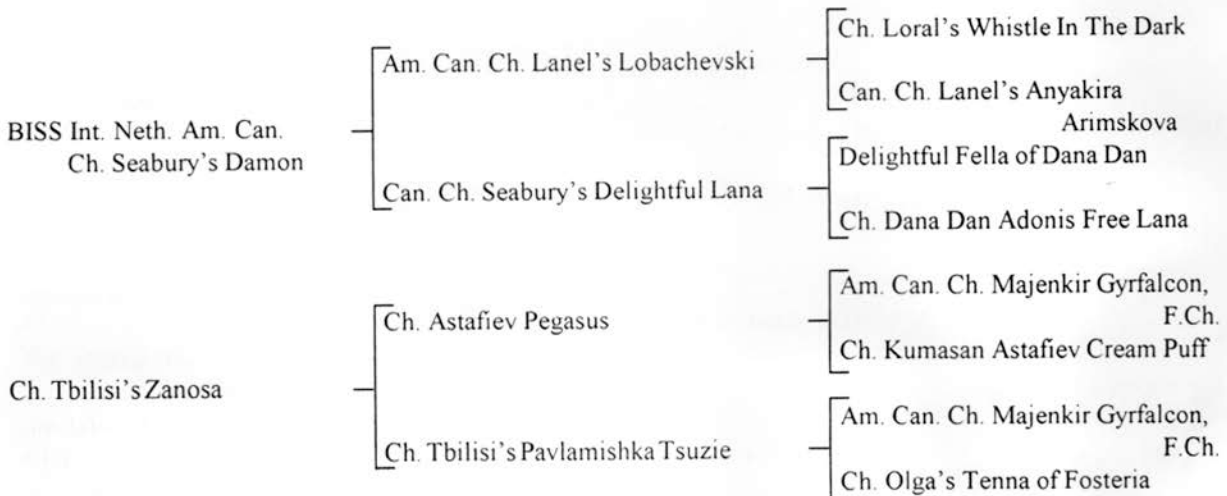 Ch. Loral's Whistle In The Dark
Am. Can. Ch. Lanel's Lobachevski
Can. Ch. Lanel's Anyakira
Arimskova
BISS Int. Neth. Am. Can.
Ch. Seabury's Damon
Delightful Fella of Dana Dan
Can. Ch. Seabury's Delightful Lana
Ch. Dana Dan Adonis Free Lana
Am. Can. Ch. Majenkir Gyrfalcon,
F.Ch.
Ch. Astafiev Pegasus
Ch. Kumasan Astafiev Cream Puff
Ch. Tbilisi's Zanosa
Am. Can. Ch. Majenkir Gyrfalcon,
F.Ch.
Ch. Tbilisi's Pavlamishka Tsuzie
Ch. Olga's Tenna of Fosteria